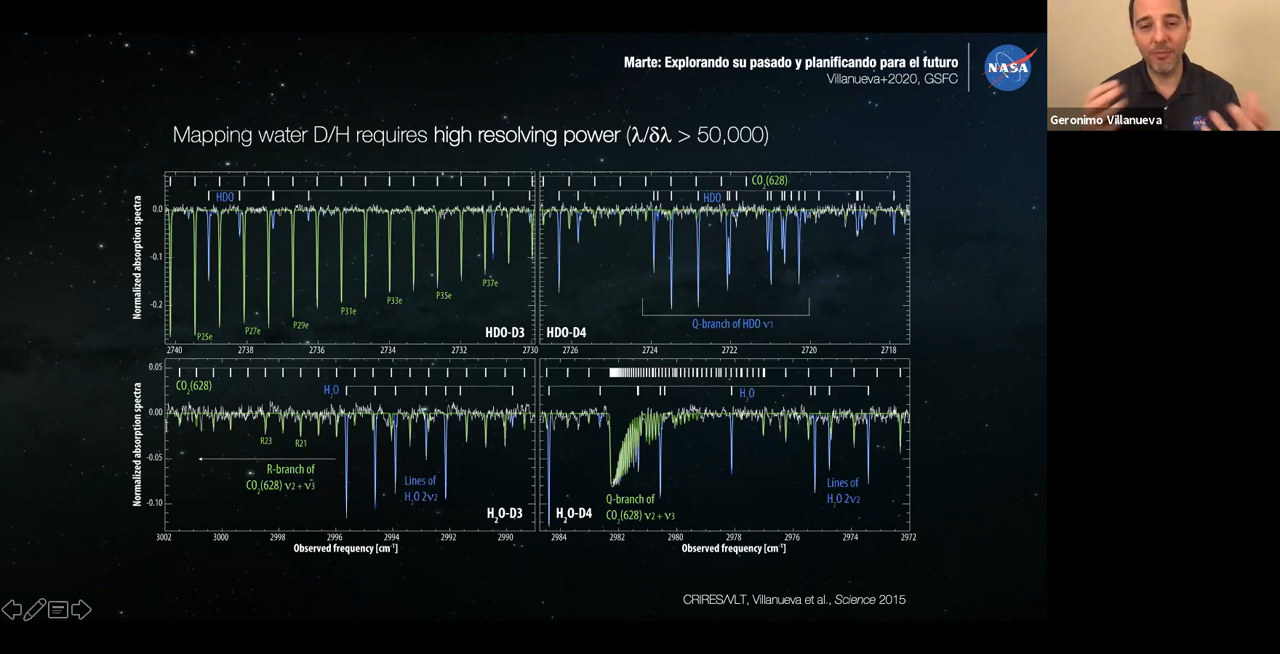 Marte: Explorando su pasado y planificando para el futuro
Villanueva+2020, GSFC
NASA
Geronimo Villanueva
Mapping water D/H requires high resolving power (λ/δλ > 50,000)
HDO
CO2(628)
HDO
Normalized absorption spectra
0.0
-0.1
-0.2
P25e
P27e
P29e
P31e
P33e
P35e
P37e
HDO-D3
HDO-D4
Q-branch of HDO ν1
2740
2738
2736
2734
2732
2730
2726
2724
2722
2720
2718
Normalized absorption spectra
0.05
0.00
-0.05
-0.10
CO2(628)
H2O
H2O
R23
R21
R-branch of
CO2(628) ν2 + ν3
Lines of
H2O 2ν2
H2O-D3
H2O-D4
Q-branch of
CO2(628) ν2 + ν3
Lines of
H2O 2ν2
3002
3000
2998
2996
2994
2992
2990
2984
2982
2980
2978
2976
2974
2972
Observed frequency [cm-1]
Observed frequency [cm-1]
CRIRES/VLT, Villanueva et al., Science 2015